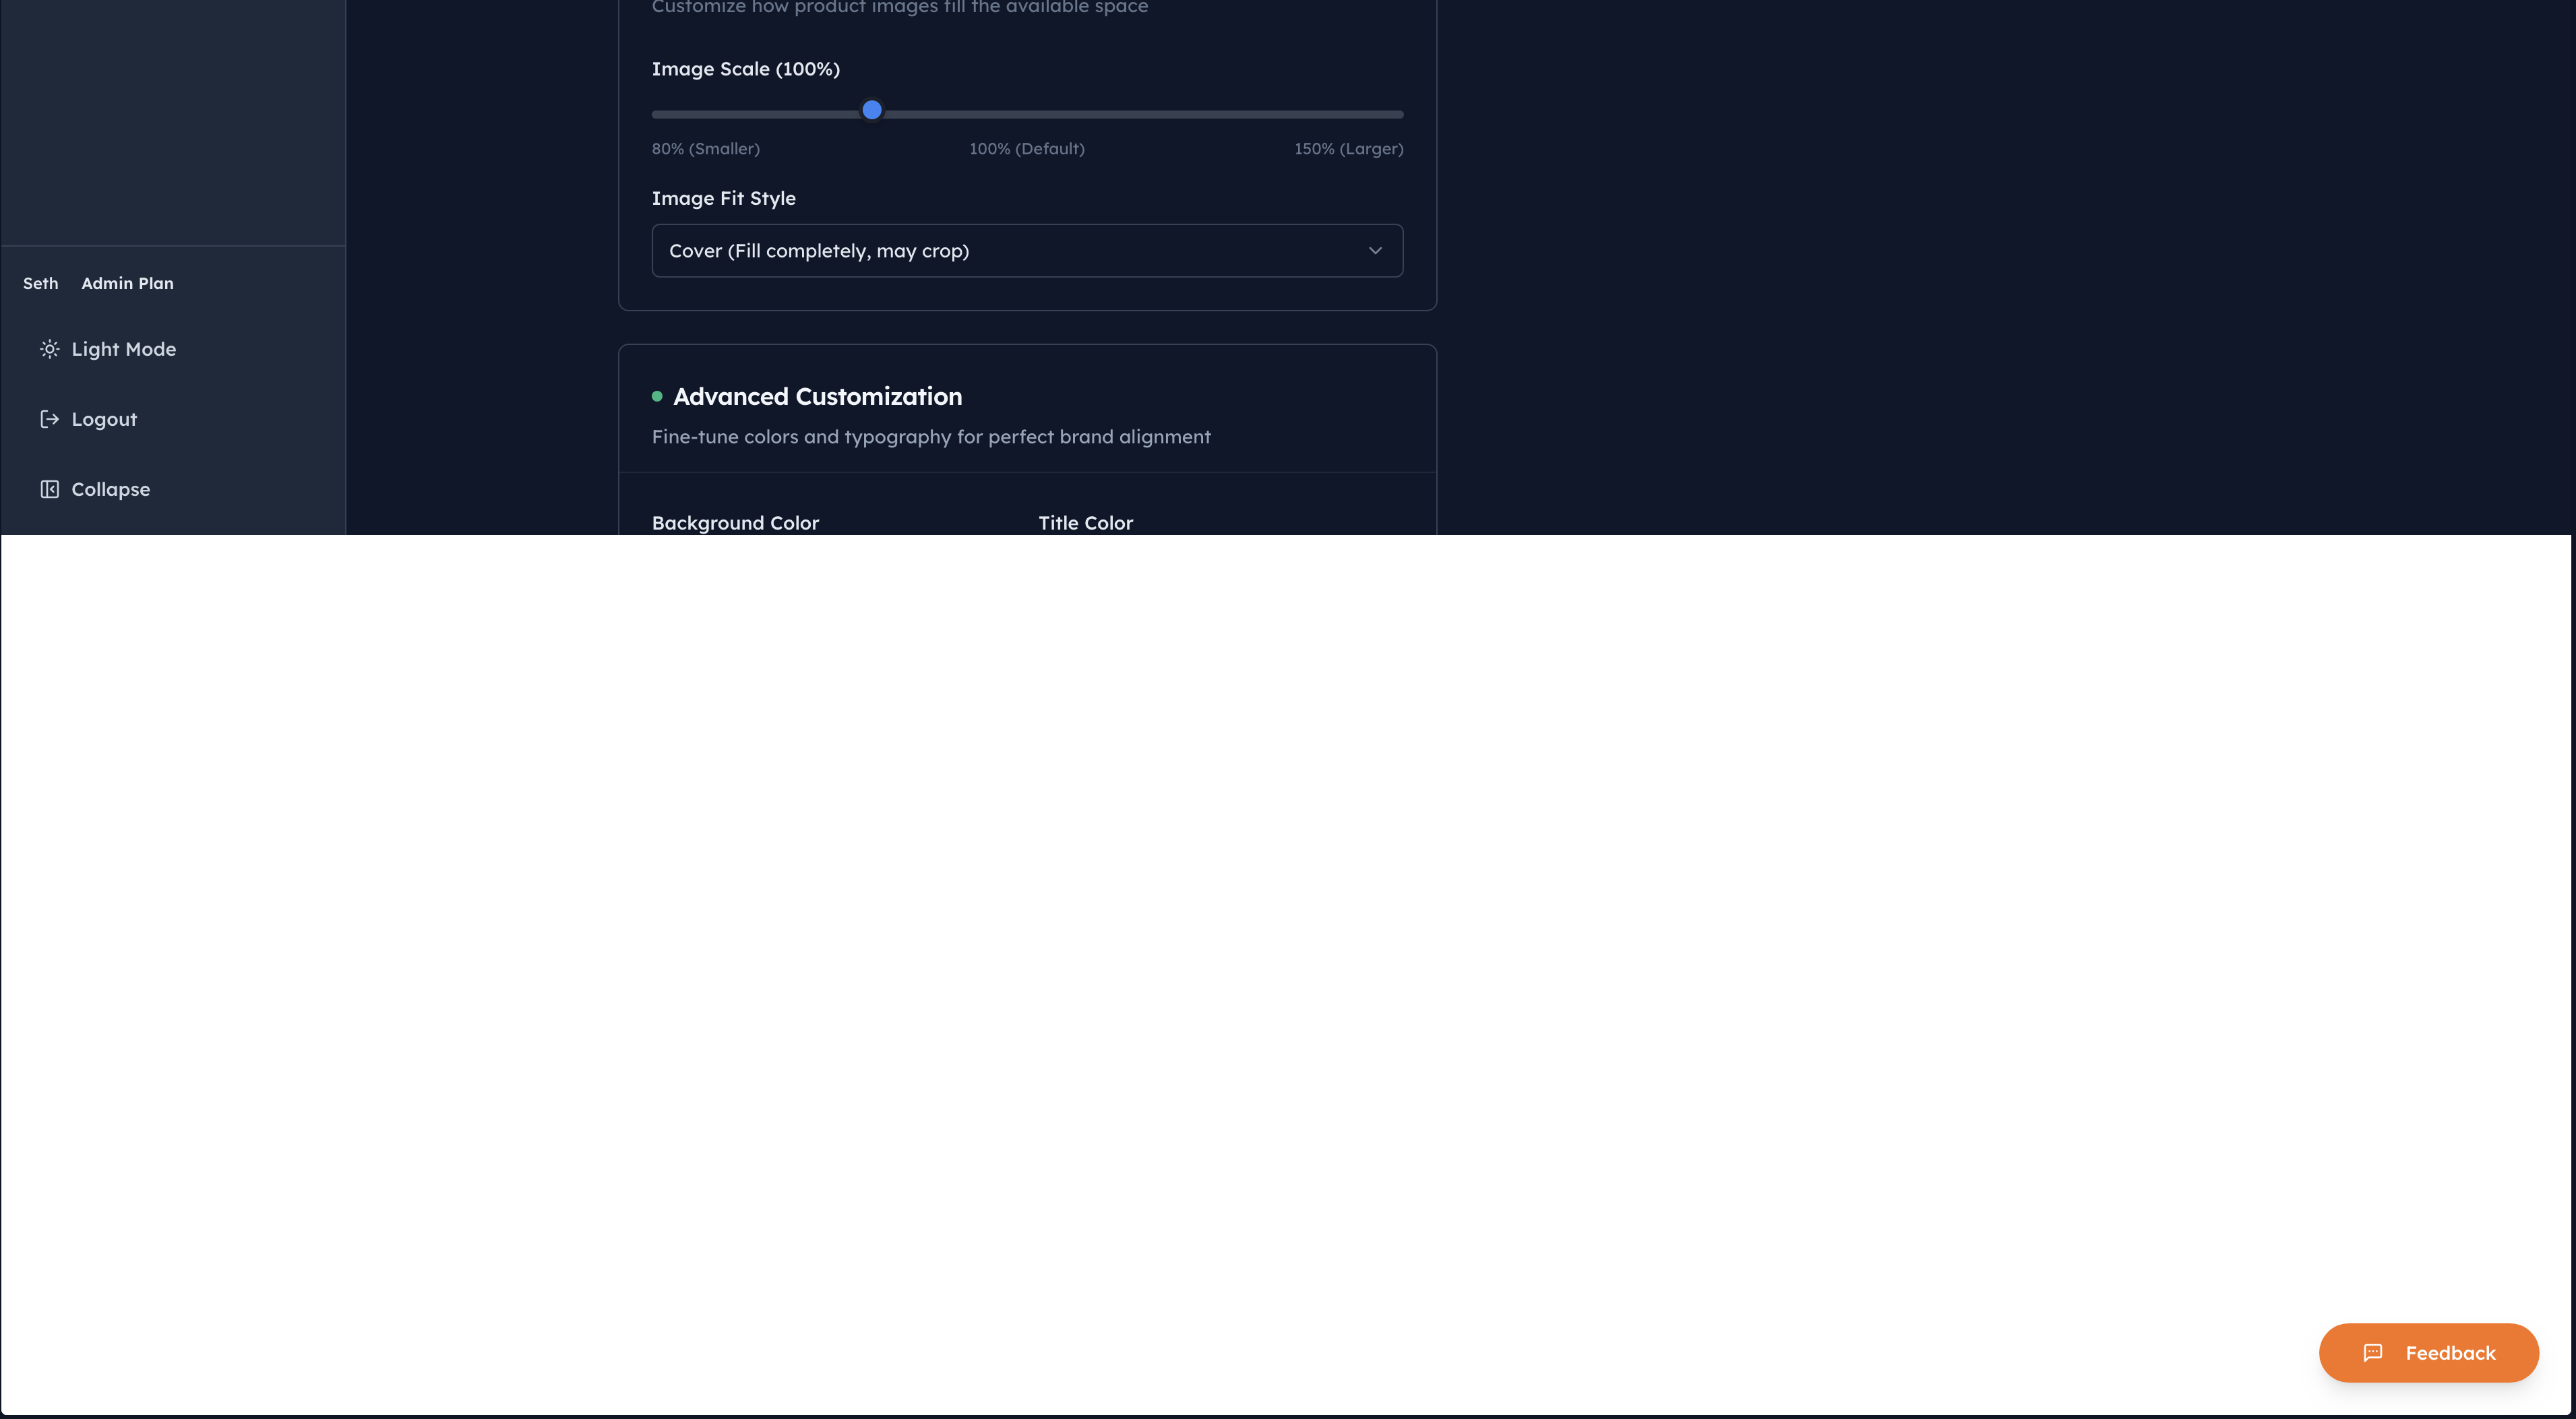 Customize how product images fill the available space
Image Scale (100%)
80% (Smaller)
100% (Default)
150% (Larger)
Image Fit Style
Cover (Fill completely, may crop)
Seth
Admin Plan
Light Mode
Logout
Collapse
Advanced Customization
Fine-tune colors and typography for perfect brand alignment
Background Color
Title Color
Feedback